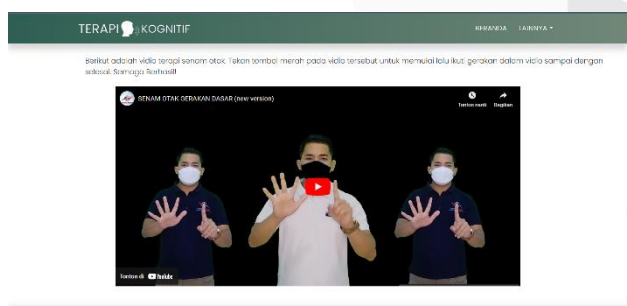 TERAPI KOGNITIF
BERANDA LAINNYA
Berikut adalah vidio terapi senam otak. Tekan tombol merah pada vidio tersebut untuk memulai lalu ikuti gerakan dalam vidio sampai dengan
selesai. Semoga Berhasil!
SENAM OTAK GERAKAN DASAR (new version)
Tonton nanti Bagikan
Tonton di YouTube